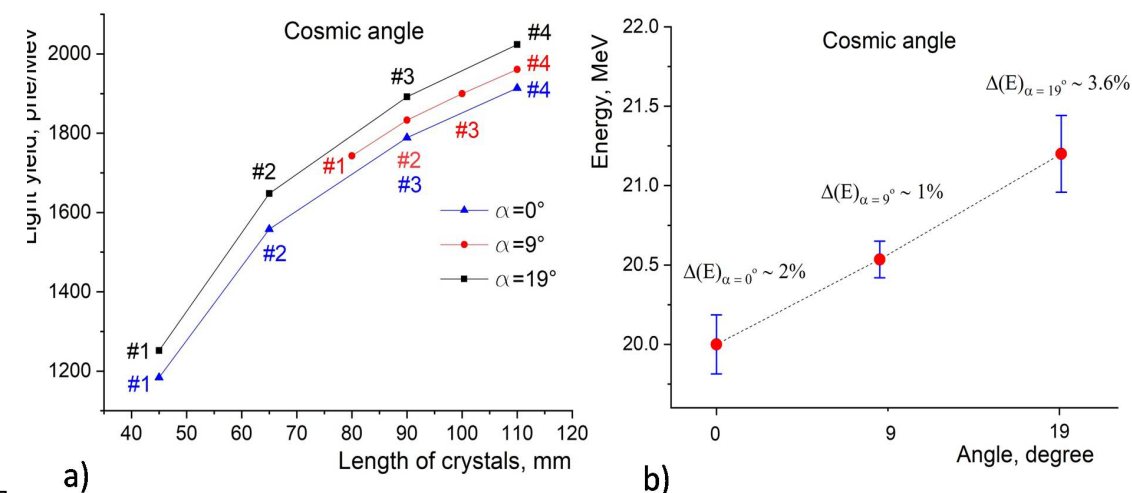 Cosmic angle
Light yield, phe/MeV
2000
1800
1600
1400
1200
#1
#2
#3
#4
#1
#2
#3
#4
#1
#2
#3
#4
α=0°
α=9°
α=19°
40 50 60 70 80 90 100 110 120
Length of crystals, mm
a)
Cosmic angle
Energy, MeV
22.0
21.5
21.0
20.5
20.0
Δ(E)α = 19° ~ 3.6%
Δ(E)α = 9° ~ 1%
Δ(E)α = 0° ~ 2%
0 9 19
Angle, degree
b)